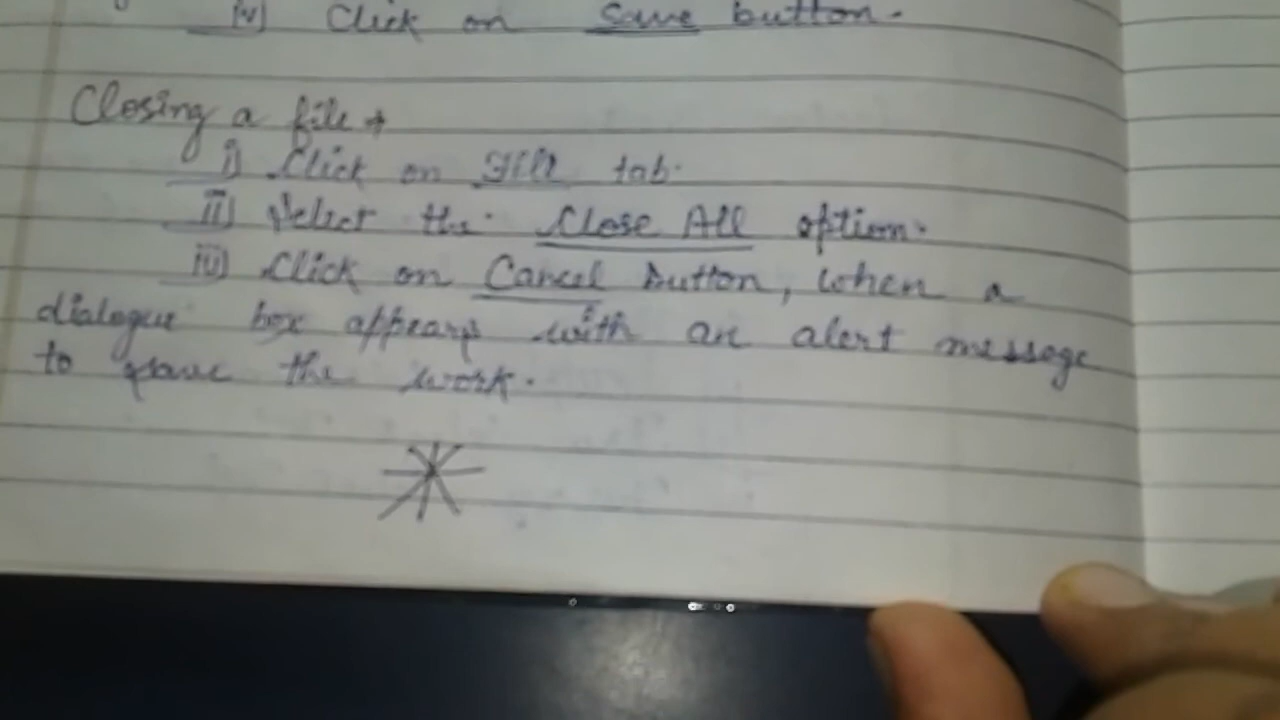 iv) Click on Save button.
Closing a file →
i) Click on File tab.
ii) Select the Close All option.
iii) Click on Cancel button, when a
dialogue box appears with an alert message
to save the work.